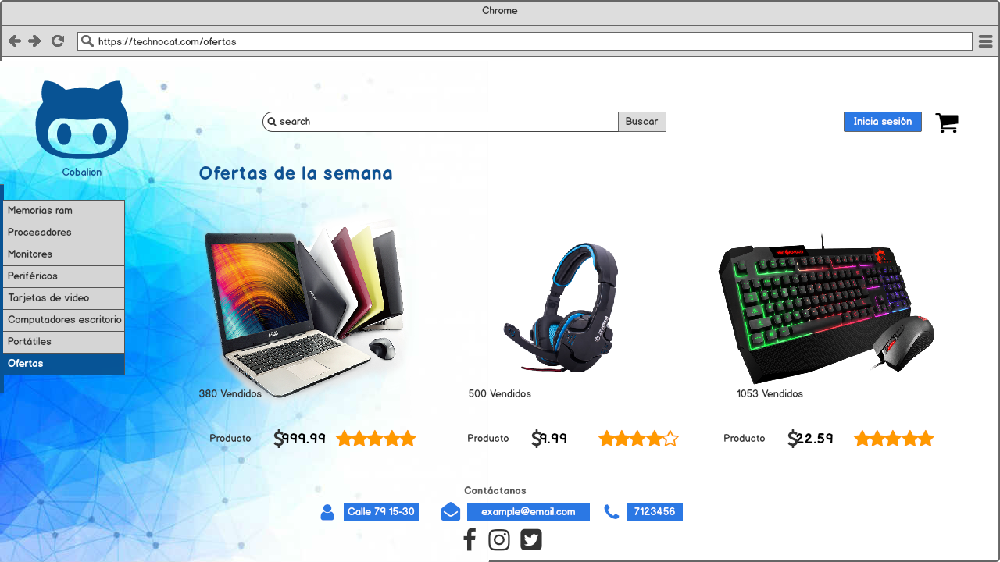 Chrome
https://technocat.com/ofertas
search
Buscar
Inicia sesión
Cobalion
Ofertas de la semana
Memorias ram
Procesadores
Monitores
Periféricos
Tarjetas de video
Computadores escritorio
Portátiles
Ofertas
380 Vendidos
500 Vendidos
1053 Vendidos
Producto $999.99
Producto $9.99
Producto $22.59
Contáctanos
Calle 79 15-30
example@email.com
7123456